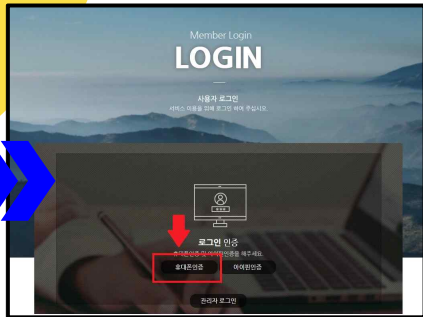 Member Login
LOGIN
사용자 로그인
서비스 이용을 위해 로그인 하여 주십시오.
로그인 인증
휴대폰인증 및 아이핀인증을 해주세요.
휴대폰인증 아이핀인증
관리자 로그인